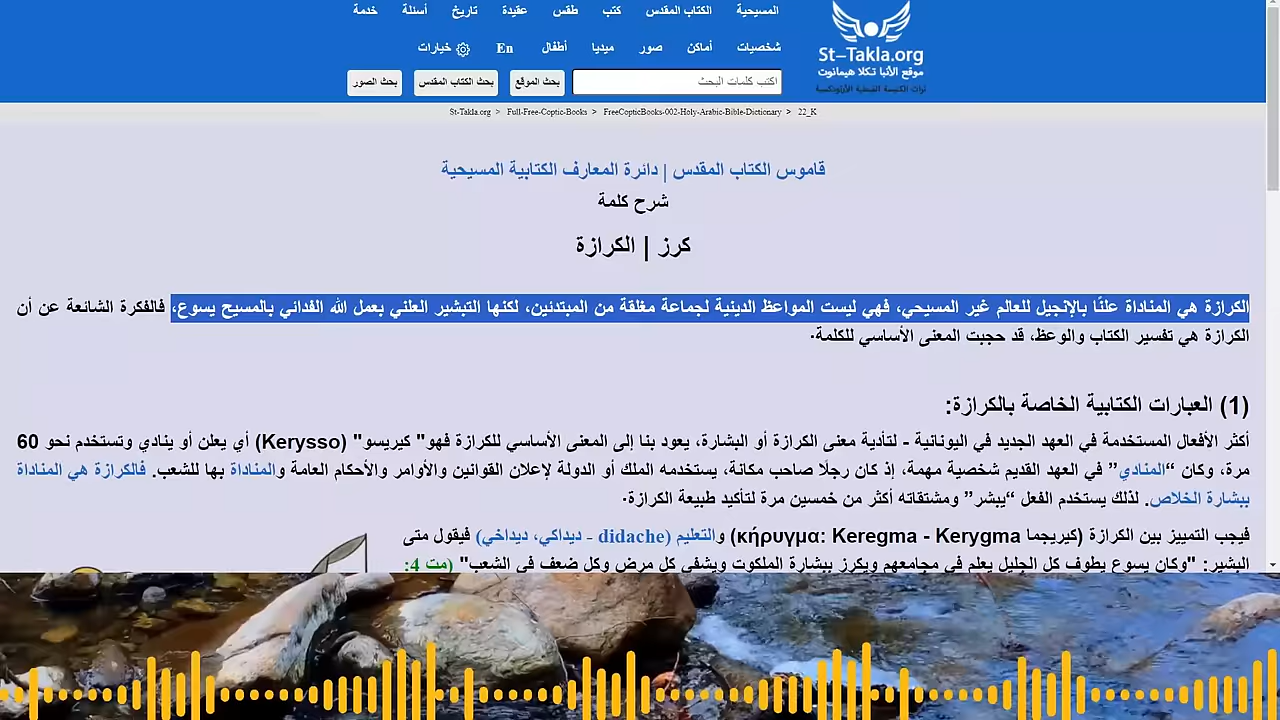 المسيحية الكتاب المقدس كتب طقس عقيدة تاريخ أسئلة خدمة
شخصيات أماكن صور ميديا أطفال En خيارات
St-Takla.org
موقع الأنبا تكلا هيمانوت
تراث الكنيسة القبطية الأرثوذكسية
اكتب كلمات البحث بحث الموقع بحث الكتاب المقدس بحث الصور
St-Takla.org > Full-Free-Coptic-Books > FreeCopticBooks-002-Holy-Arabic-Bible-Dictionary > 22_K
قاموس الكتاب المقدس | دائرة المعارف الكتابية المسيحية
شرح كلمة
كرز | الكرازة
الكرازة هي المناداة علنًا بالإنجيل للعالم غير المسيحي، فهي ليست المواعظ الدينية لجماعة مغلقة من المبتدئين، لكنها التبشير العلني بعمل الله الفدائي بالمسيح يسوع، فالفكرة الشائعة عن أن
الكرازة هي تفسير الكتاب والوعظ، قد حجبت المعنى الأساسي للكلمة.
(1) العبارات الكتابية الخاصة بالكرازة:
أكثر الأفعال المستخدمة في العهد الجديد في اليونانية - لتأدية معنى الكرازة أو البشارة، يعود بنا إلى المعنى الأساسي للكرازة فهو" كيريسو" (Kerysso) أي يعلن أو ينادي وتستخدم نحو 60
مرة، وكان “المنادي” في العهد القديم شخصية مهمة، إذ كان رجلًا صاحب مكانة، يستخدمه الملك أو الدولة لإعلان القوانين والأوامر والأحكام العامة والمناداة بها للشعب. فالكرازة هي المناداة
ببشارة الخلاص. لذلك يستخدم الفعل “يبشر” ومشتقاته أكثر من خمسين مرة لتأكيد طبيعة الكرازة.
فيجب التمييز بين الكرازة (كيريجما κήρυγμα: Keregma - Kerygma) والتعليم (didache - ديداكي، ديداخي) فيقول متى
البشير: "وكان يسوع يطوف كل الجليل يعلم في مجامعهم ويكرز ببشارة الملكوت ويشفي كل مرض وكل ضعف في الشعب" (مت 4: